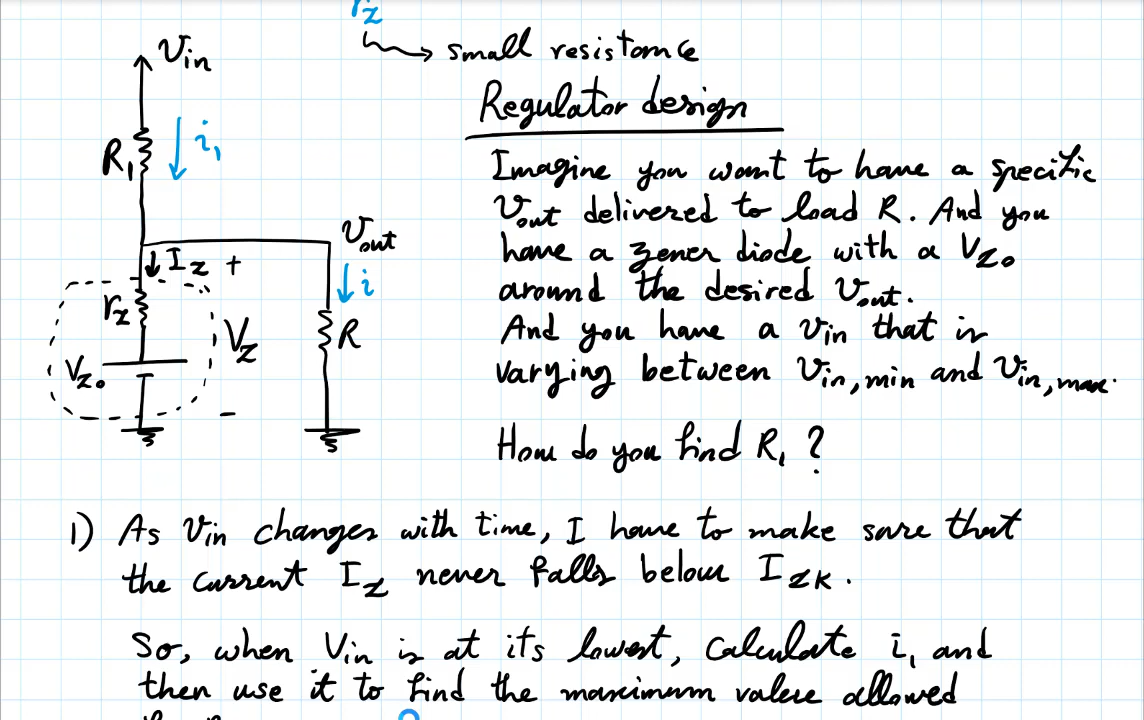 rz
small resistance
Regulator design
Vin
R1
i1
Imagine you want to have a specific
Vout delivered to load R. And you
have a zener diode with a VZ0
around the desired Vout.
And you have a Vin that is
varying between Vin,min and Vin,max.
Vout
IZ +
i
rz
VZ
R
VZ0
-
How do you find R1 ?
1) As Vin changes with time, I have to make sure that
the current IZ never falls below IZK.
So, when Vin is at its lowest, calculate i1 and
then use it to find the maximum value allowed